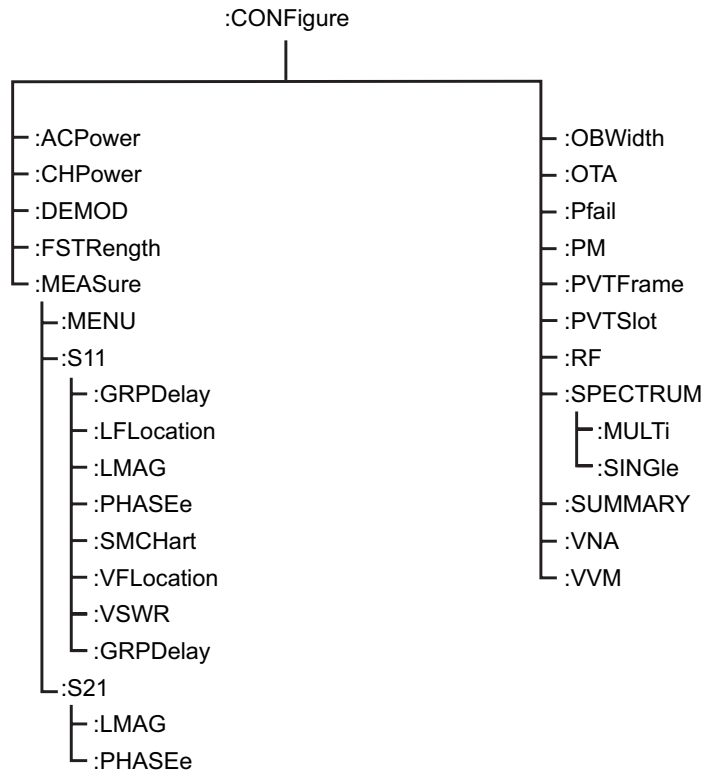 :CONFigure
:ACPower
:CHPower
:DEMOD
:FSTRength
:MEASure
:MENU
:S11
:GRPDelay
:LFLocation
:LMAG
:PHASEe
:SMCHart
:VFLocation
:VSWR
:GRPDelay
:S21
:LMAG
:PHASEe
:OBWidth
:OTA
:Pfail
:PM
:PVTFrame
:PVTSlot
:RF
:SPECTRUM
:MULTi
:SINGle
:SUMMARY
:VNA
:VVM